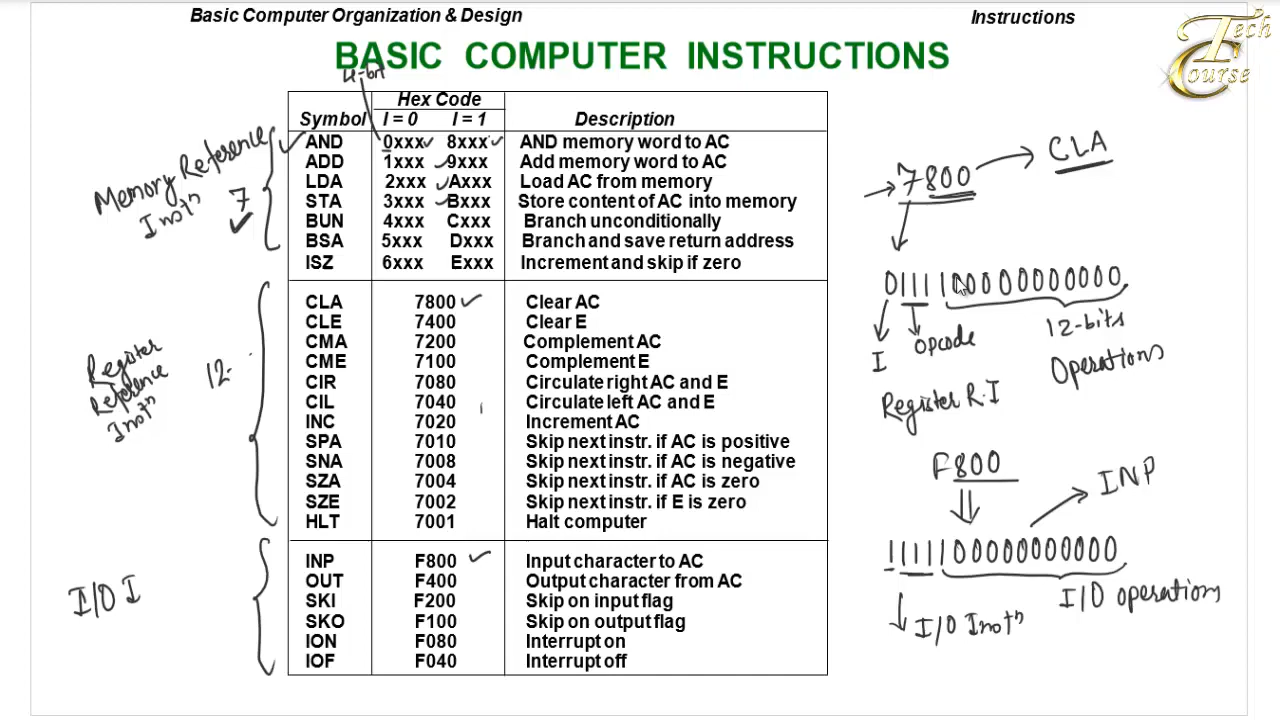 Basic Computer Organization & Design
Instructions
Tech
Course
BASIC COMPUTER INSTRUCTIONS
4-bit
Hex Code
Symbol I = 0 I = 1 Description
AND 0xxx 8xxx AND memory word to AC
ADD 1xxx 9xxx Add memory word to AC
LDA 2xxx Axxx Load AC from memory
STA 3xxx Bxxx Store content of AC into memory
BUN 4xxx Cxxx Branch unconditionally
BSA 5xxx Dxxx Branch and save return address
ISZ 6xxx Exxx Increment and skip if zero
CLA 7800 Clear AC
CLE 7400 Clear E
CMA 7200 Complement AC
CME 7100 Complement E
CIR 7080 Circulate right AC and E
CIL 7040 Circulate left AC and E
INC 7020 Increment AC
SPA 7010 Skip next instr. if AC is positive
SNA 7008 Skip next instr. if AC is negative
SZA 7004 Skip next instr. if AC is zero
SZE 7002 Skip next instr. if E is zero
HLT 7001 Halt computer
INP F800 Input character to AC
OUT F400 Output character from AC
SKI F200 Skip on input flag
SKO F100 Skip on output flag
ION F080 Interrupt on
IOF F040 Interrupt off
Memory Reference
Instn 7
Register
Reference 12
Instn
I/O I
7800 CLA
0111100000000000
I opcode 12-bits
Operations
Register R.I
F800
INP
1111100000000000
I/O operations
I/O Instn